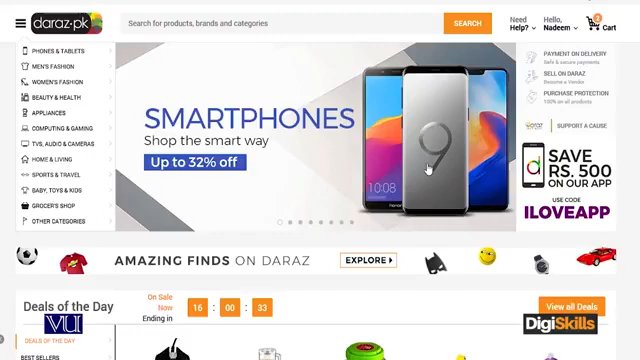 daraz.pk
Search for products, brands and categories
SEARCH
Need
Help?
Hello,
Nadeem
2
Cart
PHONES & TABLETS
MEN'S FASHION
WOMEN'S FASHION
BEAUTY & HEALTH
APPLIANCES
COMPUTING & GAMING
TVS, AUDIO & CAMERAS
HOME & LIVING
SPORTS & TRAVEL
BABY, TOYS & KIDS
GROCER'S SHOP
OTHER CATEGORIES
SMARTPHONES
Shop the smart way
Up to 32% off
10:08
honor
9
PAYMENT ON DELIVERY
Safe & secure payments
SELL ON DARAZ
Become a Vendor
PURCHASE PROTECTION
100% on all products
SUPPORT A CAUSE
SAVE
RS. 500
ON OUR APP
USE CODE
ILOVEAPP
AMAZING FINDS ON DARAZ
EXPLORE
Deals of the Day
On Sale
Now
Ending in
16 : 00 : 33
View all Deals
VU
DigiSkills
DEALS OF THE DAY
BEST SELLERS